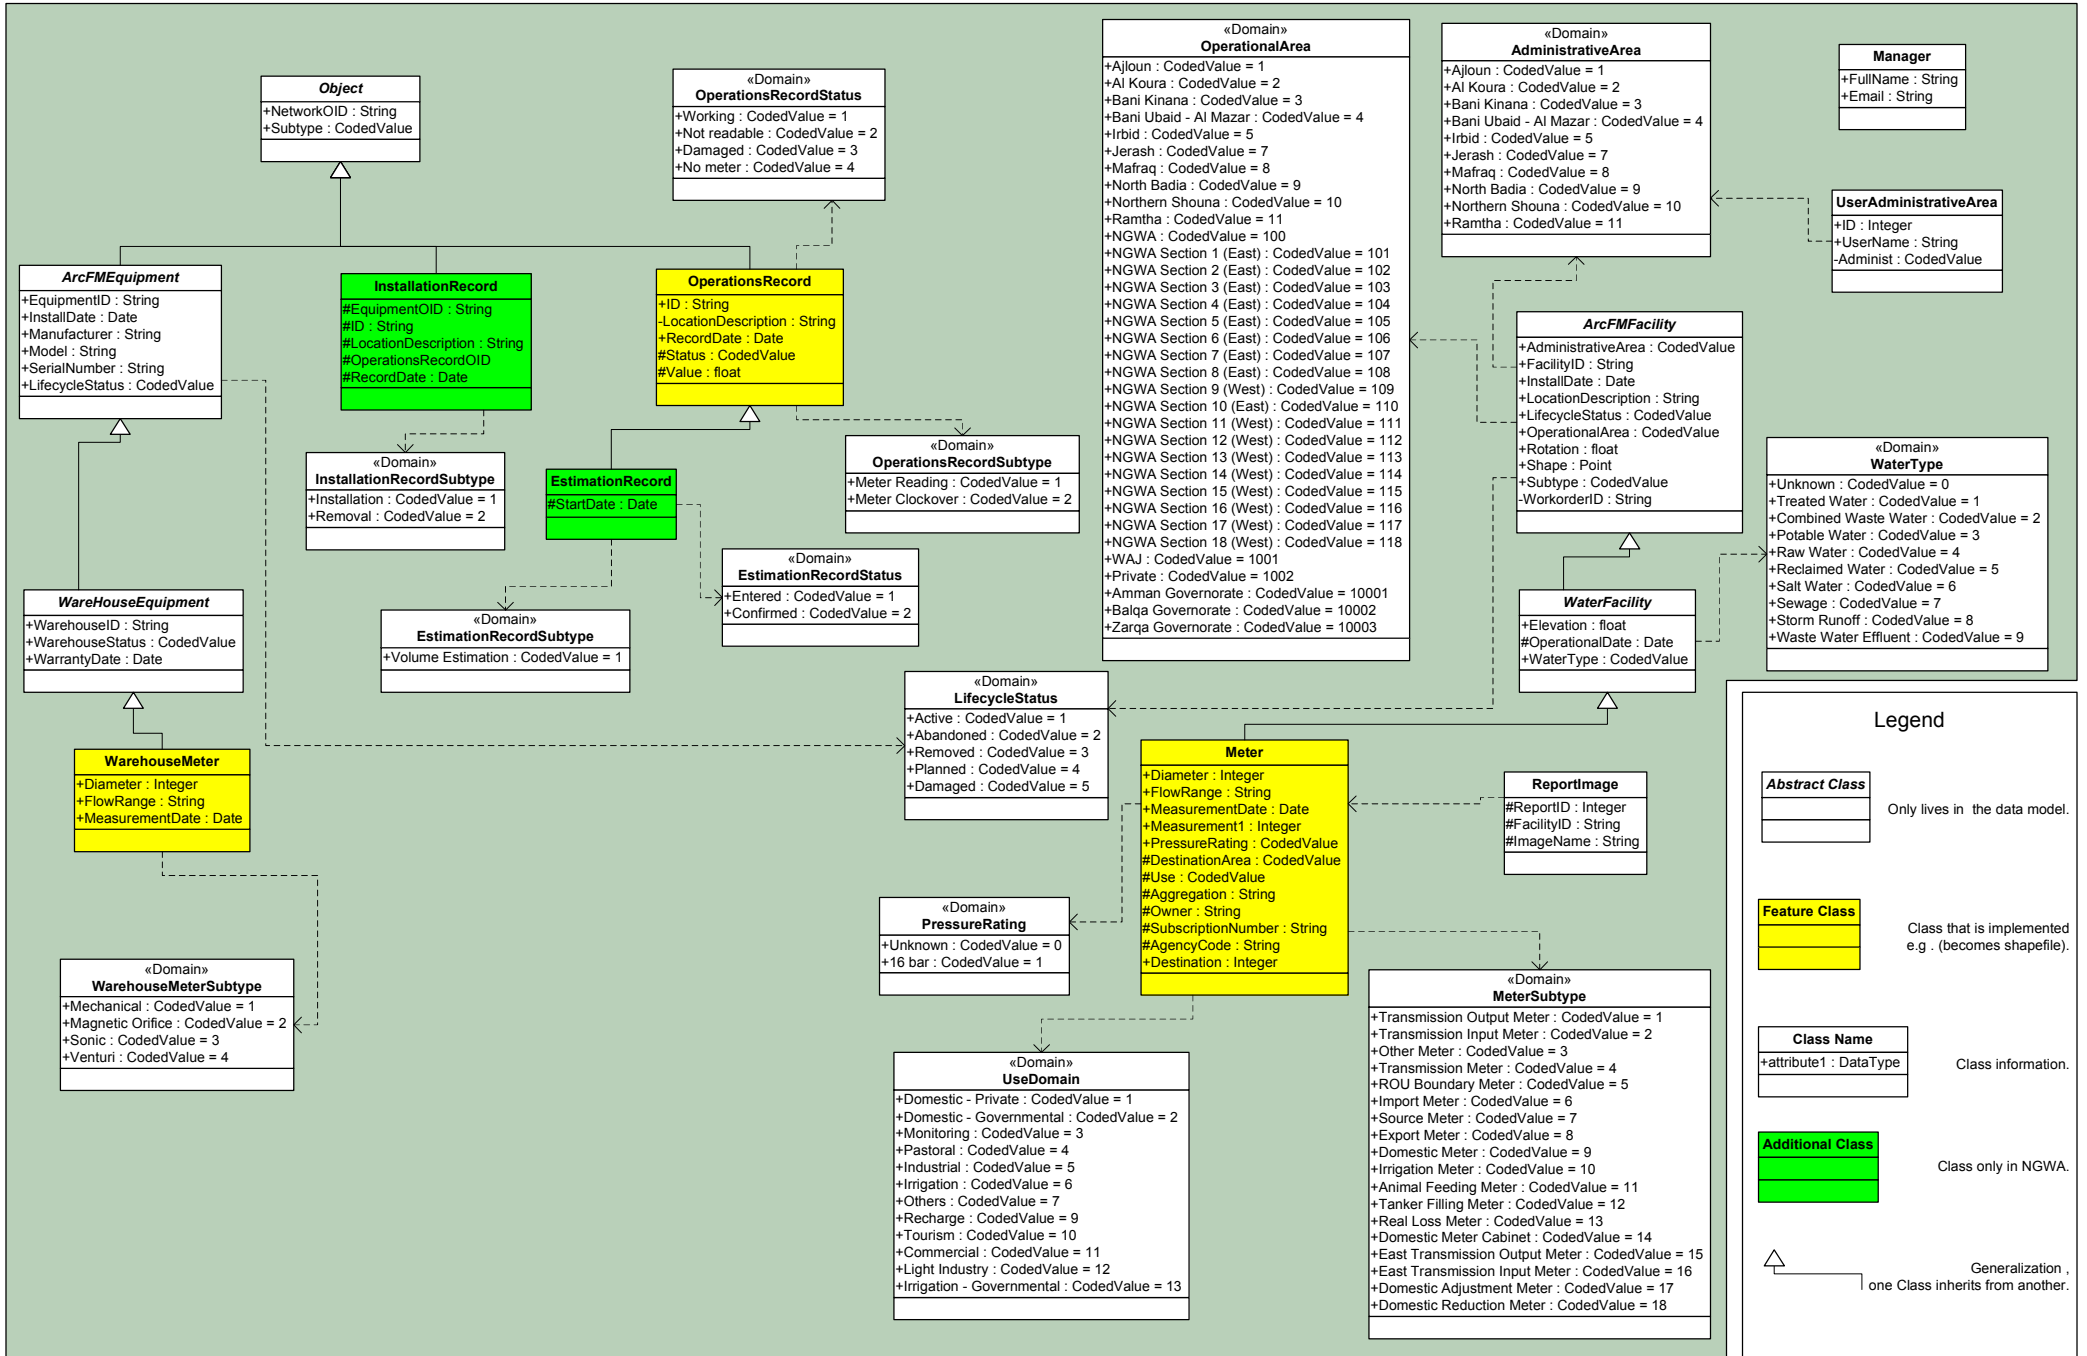 Object
+NetworkOID : String
+Subtype : CodedValue
«Domain»
OperationsRecordStatus
+Working : CodedValue = 1
+Not readable : CodedValue = 2
+Damaged : CodedValue = 3
+No meter : CodedValue = 4
«Domain»
OperationalArea
+Ajloun : CodedValue = 1
+Al Koura : CodedValue = 2
+Bani Kinana : CodedValue = 3
+Bani Ubaid - Al Mazar : CodedValue = 4
+Irbid : CodedValue = 5
+Jerash : CodedValue = 7
+Mafraq : CodedValue = 8
+North Badia : CodedValue = 9
+Northern Shouna : CodedValue = 10
+Ramtha : CodedValue = 11
+NGWA : CodedValue = 100
+NGWA Section 1 (East) : CodedValue = 101
+NGWA Section 2 (East) : CodedValue = 102
+NGWA Section 3 (East) : CodedValue = 103
+NGWA Section 4 (East) : CodedValue = 104
+NGWA Section 5 (East) : CodedValue = 105
+NGWA Section 6 (East) : CodedValue = 106
+NGWA Section 7 (East) : CodedValue = 107
+NGWA Section 8 (East) : CodedValue = 108
+NGWA Section 9 (West) : CodedValue = 109
+NGWA Section 10 (East) : CodedValue = 110
+NGWA Section 11 (West) : CodedValue = 111
+NGWA Section 12 (West) : CodedValue = 112
+NGWA Section 13 (West) : CodedValue = 113
+NGWA Section 14 (West) : CodedValue = 114
+NGWA Section 15 (West) : CodedValue = 115
+NGWA Section 16 (West) : CodedValue = 116
+NGWA Section 17 (West) : CodedValue = 117
+NGWA Section 18 (West) : CodedValue = 118
+WAJ : CodedValue = 1001
+Private : CodedValue = 1002
+Amman Governorate : CodedValue = 10001
+Balqa Governorate : CodedValue = 10002
+Zarqa Governorate : CodedValue = 10003
«Domain»
AdministrativeArea
+Ajloun : CodedValue = 1
+Al Koura : CodedValue = 2
+Bani Kinana : CodedValue = 3
+Bani Ubaid - Al Mazar : CodedValue = 4
+Irbid : CodedValue = 5
+Jerash : CodedValue = 7
+Mafraq : CodedValue = 8
+North Badia : CodedValue = 9
+Northern Shouna : CodedValue = 10
+Ramtha : CodedValue = 11
Manager
+FullName : String
+Email : String
UserAdministrativeArea
+ID : Integer
+UserName : String
-Administ : CodedValue
ArcFMEquipment
+EquipmentID : String
+InstallDate : Date
+Manufacturer : String
+Model : String
+SerialNumber : String
+LifecycleStatus : CodedValue
InstallationRecord
#EquipmentOID : String
#ID : String
#LocationDescription : String
#OperationsRecordOID
#RecordDate : Date
OperationsRecord
+ID : String
-LocationDescription : String
+RecordDate : Date
#Status : CodedValue
#Value : float
ArcFMFacility
+AdministrativeArea : CodedValue
+FacilityID : String
+InstallDate : Date
+LocationDescription : String
+LifecycleStatus : CodedValue
+OperationalArea : CodedValue
+Rotation : float
+Shape : Point
+Subtype : CodedValue
-WorkorderID : String
«Domain»
InstallationRecordSubtype
+Installation : CodedValue = 1
+Removal : CodedValue = 2
EstimationRecord
#StartDate : Date
«Domain»
OperationsRecordSubtype
+Meter Reading : CodedValue = 1
+Meter Clockover : CodedValue = 2
«Domain»
WaterType
+Unknown : CodedValue = 0
+Treated Water : CodedValue = 1
+Combined Waste Water : CodedValue = 2
+Potable Water : CodedValue = 3
+Raw Water : CodedValue = 4
+Reclaimed Water : CodedValue = 5
+Salt Water : CodedValue = 6
+Sewage : CodedValue = 7
+Storm Runoff : CodedValue = 8
+Waste Water Effluent : CodedValue = 9
«Domain»
EstimationRecordStatus
+Entered : CodedValue = 1
+Confirmed : CodedValue = 2
WareHouseEquipment
+WarehouseID : String
+WarehouseStatus : CodedValue
+WarrantyDate : Date
«Domain»
EstimationRecordSubtype
+Volume Estimation : CodedValue = 1
WaterFacility
+Elevation : float
#OperationalDate : Date
+WaterType : CodedValue
«Domain»
LifecycleStatus
+Active : CodedValue = 1
+Abandoned : CodedValue = 2
+Removed : CodedValue = 3
+Planned : CodedValue = 4
+Damaged : CodedValue = 5
WarehouseMeter
+Diameter : Integer
+FlowRange : String
+MeasurementDate : Date
Meter
+Diameter : Integer
+FlowRange : String
+MeasurementDate : Date
+Measurement1 : Integer
+PressureRating : CodedValue
#DestinationArea : CodedValue
#Use : CodedValue
#Aggregation : String
#Owner : String
#SubscriptionNumber : String
#AgencyCode : String
+Destination : Integer
ReportImage
#ReportID : Integer
#FacilityID : String
#ImageName : String
«Domain»
PressureRating
+Unknown : CodedValue = 0
+16 bar : CodedValue = 1
«Domain»
WarehouseMeterSubtype
+Mechanical : CodedValue = 1
+Magnetic Orifice : CodedValue = 2
+Sonic : CodedValue = 3
+Venturi : CodedValue = 4
«Domain»
UseDomain
+Domestic - Private : CodedValue = 1
+Domestic - Governmental : CodedValue = 2
+Monitoring : CodedValue = 3
+Pastoral : CodedValue = 4
+Industrial : CodedValue = 5
+Irrigation : CodedValue = 6
+Others : CodedValue = 7
+Recharge : CodedValue = 9
+Tourism : CodedValue = 10
+Commercial : CodedValue = 11
+Light Industry : CodedValue = 12
+Irrigation - Governmental : CodedValue = 13
«Domain»
MeterSubtype
+Transmission Output Meter : CodedValue = 1
+Transmission Input Meter : CodedValue = 2
+Other Meter : CodedValue = 3
+Transmission Meter : CodedValue = 4
+ROU Boundary Meter : CodedValue = 5
+Import Meter : CodedValue = 6
+Source Meter : CodedValue = 7
+Export Meter : CodedValue = 8
+Domestic Meter : CodedValue = 9
+Irrigation Meter : CodedValue = 10
+Animal Feeding Meter : CodedValue = 11
+Tanker Filling Meter : CodedValue = 12
+Real Loss Meter : CodedValue = 13
+Domestic Meter Cabinet : CodedValue = 14
+East Transmission Output Meter : CodedValue = 15
+East Transmission Input Meter : CodedValue = 16
+Domestic Adjustment Meter : CodedValue = 17
+Domestic Reduction Meter : CodedValue = 18
Legend
Abstract Class
Only lives in the data model.
Feature Class
Class that is implemented
e.g . (becomes shapefile).
Class Name
+attribute1 : DataType
Class information.
Additional Class
Class only in NGWA.
Generalization ,
one Class inherits from another.